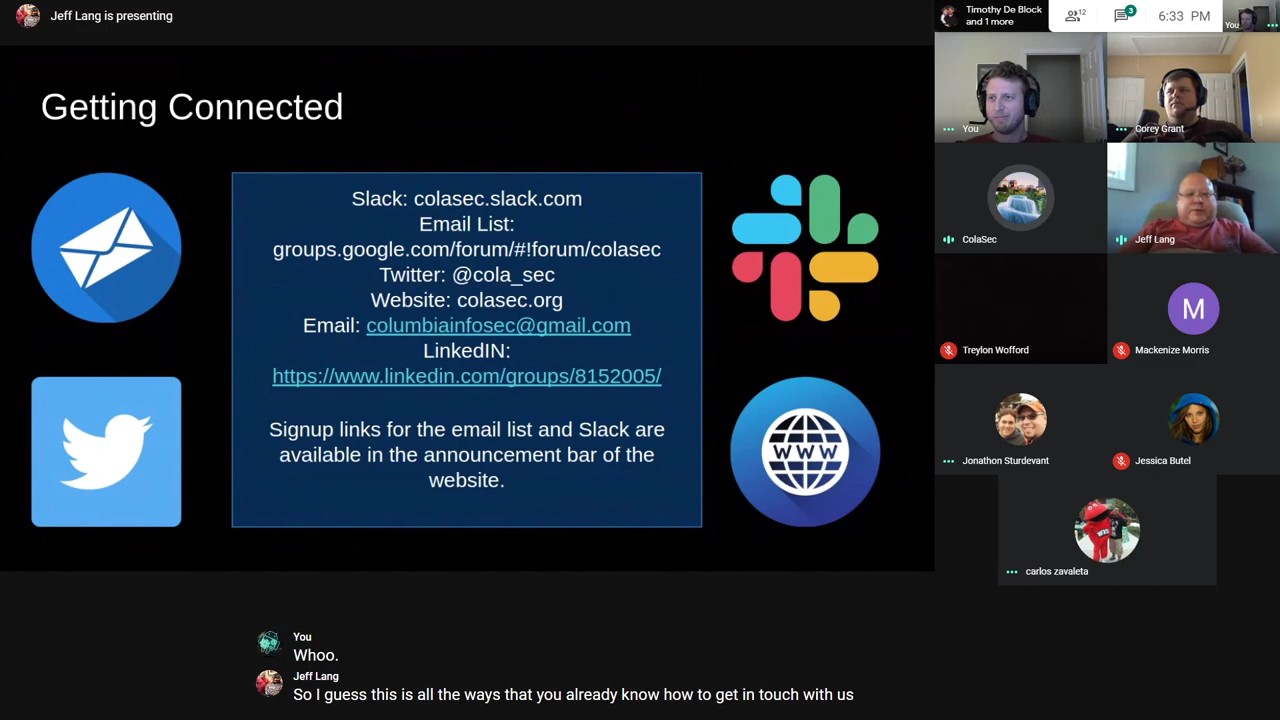 Jeff Lang is presenting
Timothy De Block
and 1 more
12
3
6:33 PM
You
Getting Connected
Slack: colasec.slack.com
Email List:
groups.google.com/forum/#!forum/colasec
Twitter: @cola_sec
Website: colasec.org
Email: columbiainfosec@gmail.com
LinkedIN:
https://www.linkedin.com/groups/8152005/
Signup links for the email list and Slack are
available in the announcement bar of the
website.
WWW
You
Corey Grant
ColaSec
Jeff Lang
Treylon Wofford
M
Mackenize Morris
Jonathon Sturdevant
Jessica Butel
carlos zavaleta
You
Whoo.
Jeff Lang
So I guess this is all the ways that you already know how to get in touch with us